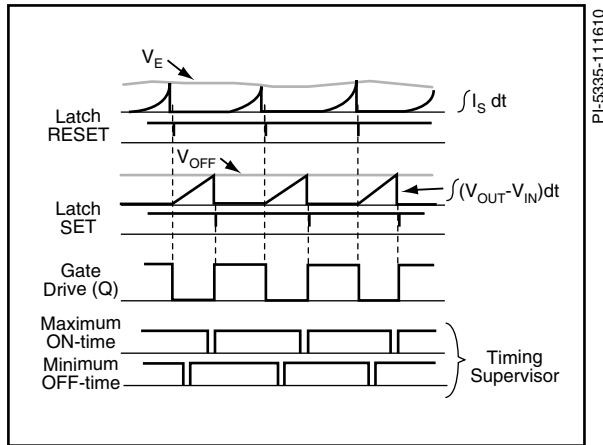 V_E
∫I_S dt
Latch
RESET
V_OFF
∫(V_OUT-V_IN)dt
Latch
SET
Gate
Drive (Q)
Maximum
ON-time
Minimum
OFF-time
Timing
Supervisor
PI-5335-111610